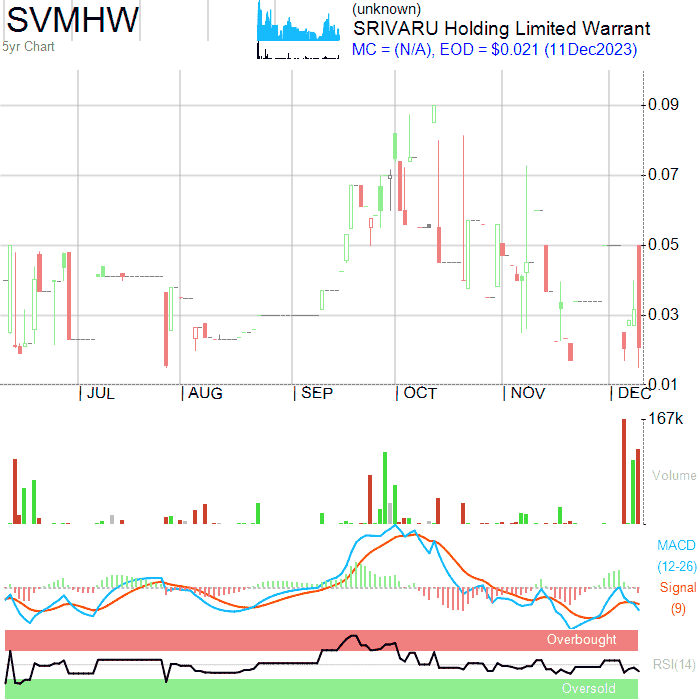 SVMHW
5yr Chart
(unknown)
SRIVARU Holding Limited Warrant
MC = (N/A), EOD = $0.021 (11Dec2023)
0.09
0.07
0.05
0.03
0.01
JUL AUG SEP OCT NOV DEC
167k
Volume
MACD
(12-26)
Signal
(9)
Overbought
RSI(14)
Oversold